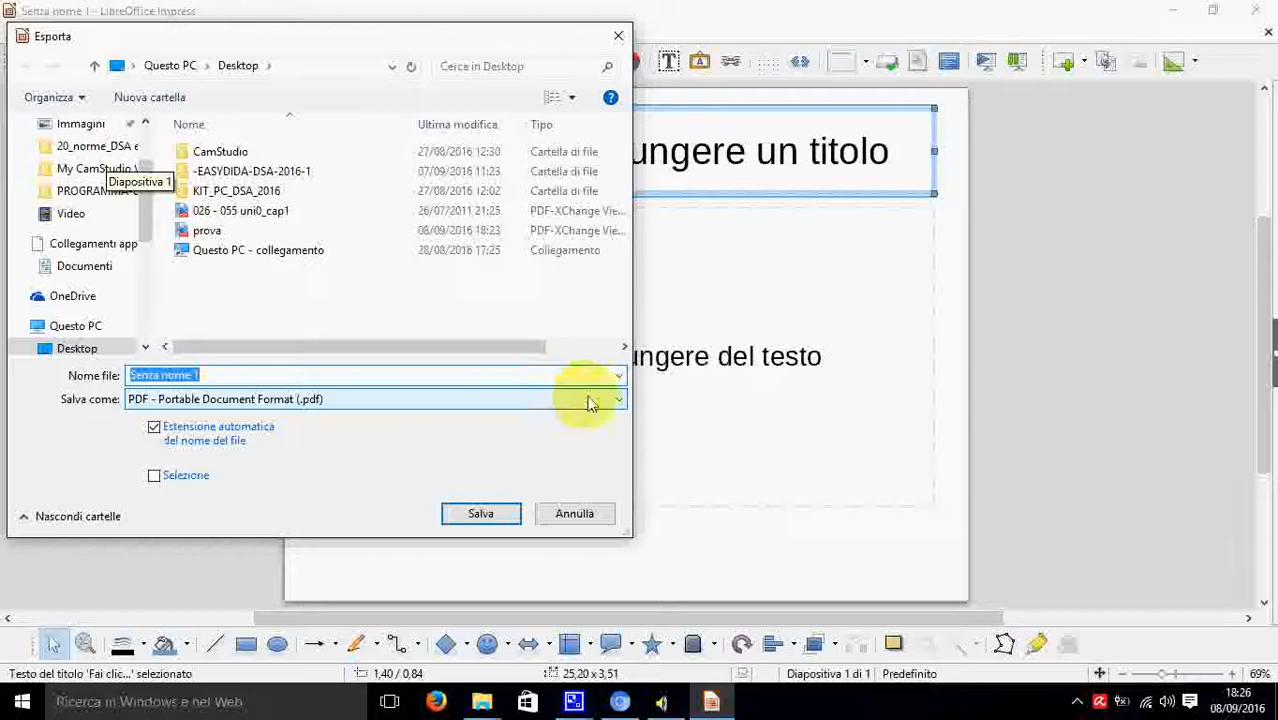 Senza nome 1 - LibreOffice Impress
Esporta
Questo PC
Desktop
Cerca in Desktop
Organizza
Nuova cartella
Immagini
20_norme_DSA e
My CamStudio
Diapositiva 1
Video
Collegamenti app
Documenti
OneDrive
Questo PC
Desktop
Nome Ultima modifica Tipo
CamStudio 27/08/2016 12:30 Cartella di file
-EASYDIDA-DSA-2016-1 07/09/2016 18:51 Cartella di file
KIT_PC_DSA_2016 27/08/2016 12:02 Cartella di file
026 - 055 uni0_cap1 26/07/2011 21:25 PDF-XChange Vie...
prova 08/09/2016 18:23 PDF-XChange Vie...
Questo PC - collegamento 28/08/2016 17:25 Collegamento
Nome file: Senza nome 1
Salva come: PDF - Portable Document Format (.pdf)
Estensione automatica
del nome del file
Selezione
Nascondi cartelle
Salva
Annulla
ungere un titolo
ungere del testo
Testo del titolo 'Fai clic...' selezionato
1,40 / 0,84
25,20 x 3,51
Diapositiva 1 di 1
Predefinito
69%
Ricerca in Windows e nel Web
18:26
08/09/2016